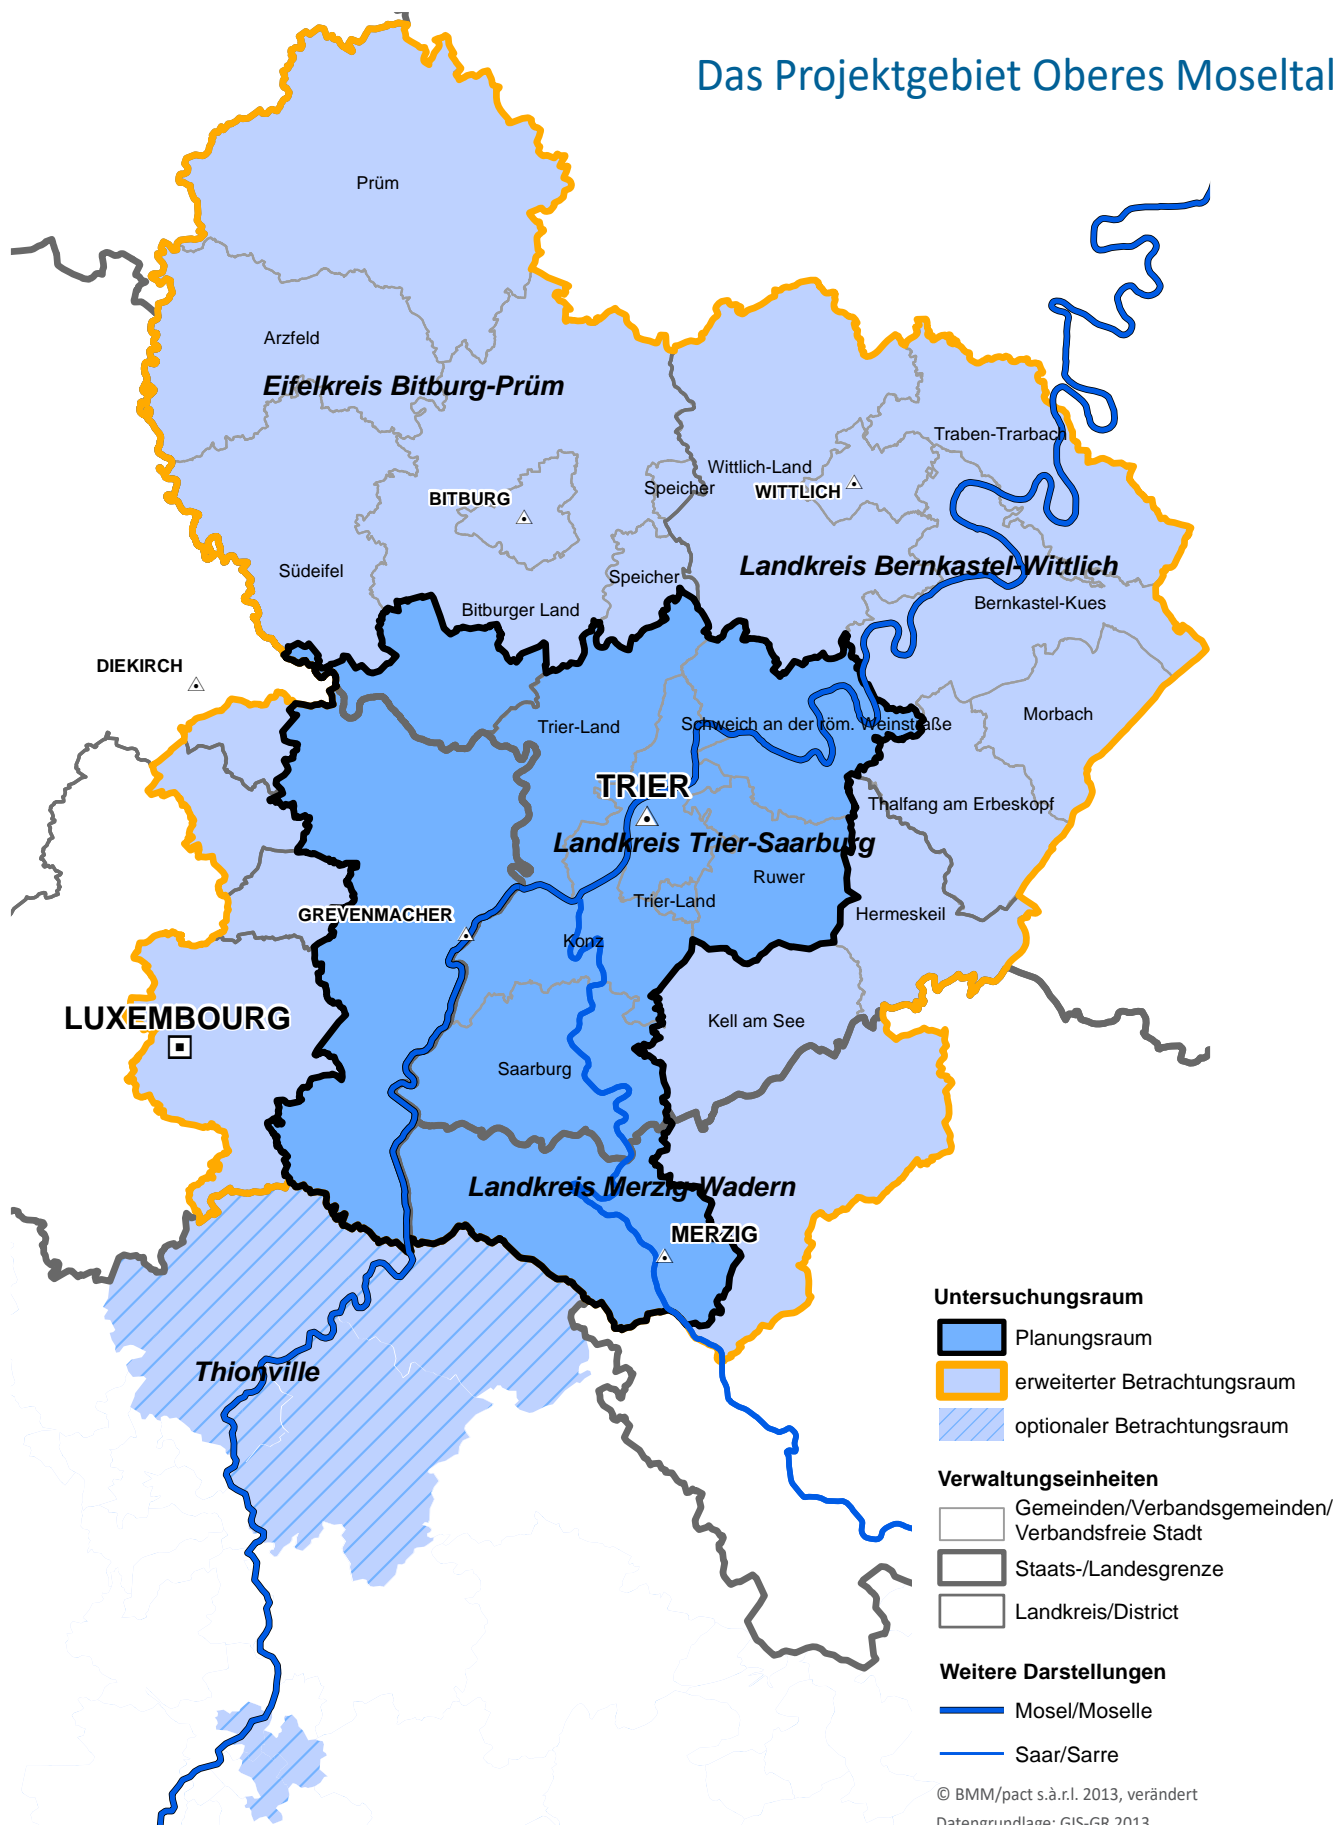 Das Projektgebiet Oberes Moseltal
Prüm
Arzfeld
Eifelkreis Bitburg-Prüm
Traben-Trarbach
Wittlich-Land
Speicher
WITTLICH
BITBURG
Landkreis Bernkastel-Wittlich
Südeifel
Speicher
Bitburger Land
Bernkastel-Kues
DIEKIRCH
Morbach
Trier-Land
Schweich an der röm. Weinstraße
TRIER
Thalfang am Erbeskopf
Landkreis Trier-Saarburg
Ruwer
Trier-Land
GREVENMACHER
Hermeskeil
Konz
LUXEMBOURG
Kell am See
Saarburg
Landkreis Merzig-Wadern
MERZIG
Thionville
Untersuchungsraum
Planungsraum
erweiterter Betrachtungsraum
optionaler Betrachtungsraum
Verwaltungseinheiten
Gemeinden/Verbandsgemeinden/
Verbandsfreie Stadt
Staats-/Landesgrenze
Landkreis/District
Weitere Darstellungen
Mosel/Moselle
Saar/Sarre
© BMM/pact s.à.r.l. 2013, verändert
Datengrundlage: GIS-GR 2013